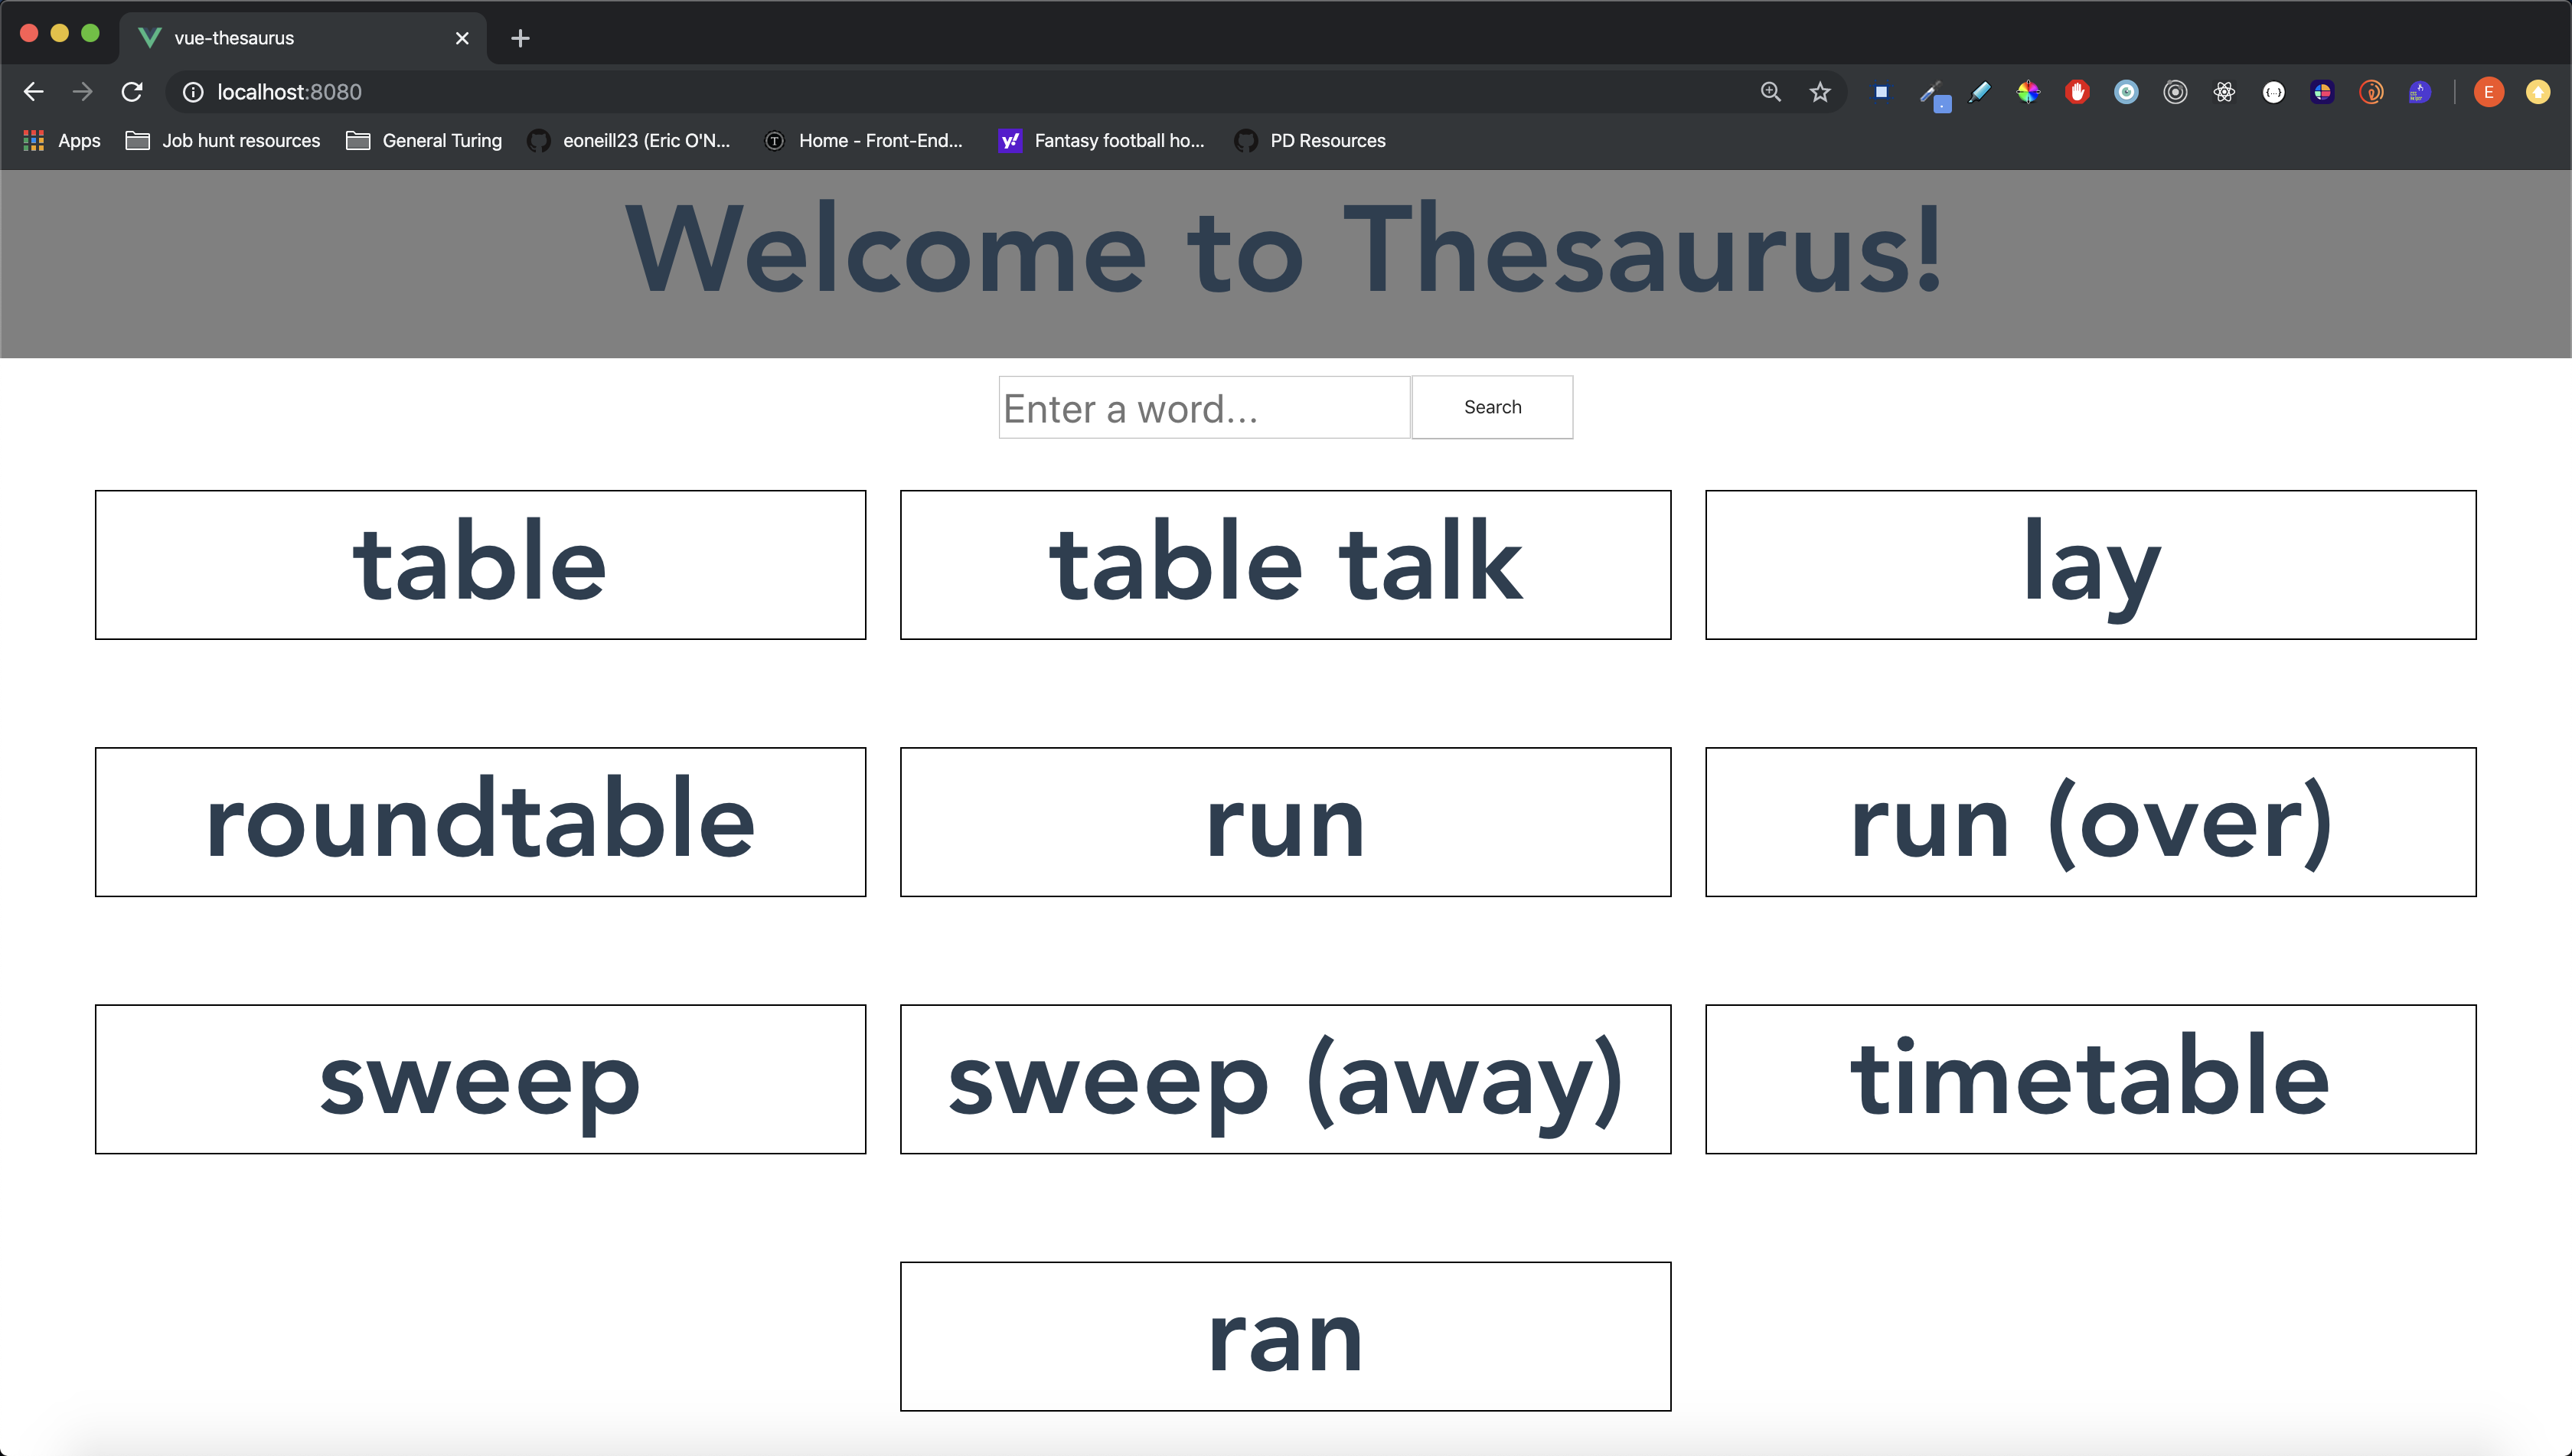 vue-thesaurus
localhost:8080
E
Apps Job hunt resources General Turing eoneill23 (Eric O'N... Home - Front-End... Fantasy football ho... PD Resources
Welcome to Thesaurus!
Enter a word... Search
table table talk lay
roundtable run run (over)
sweep sweep (away) timetable
ran